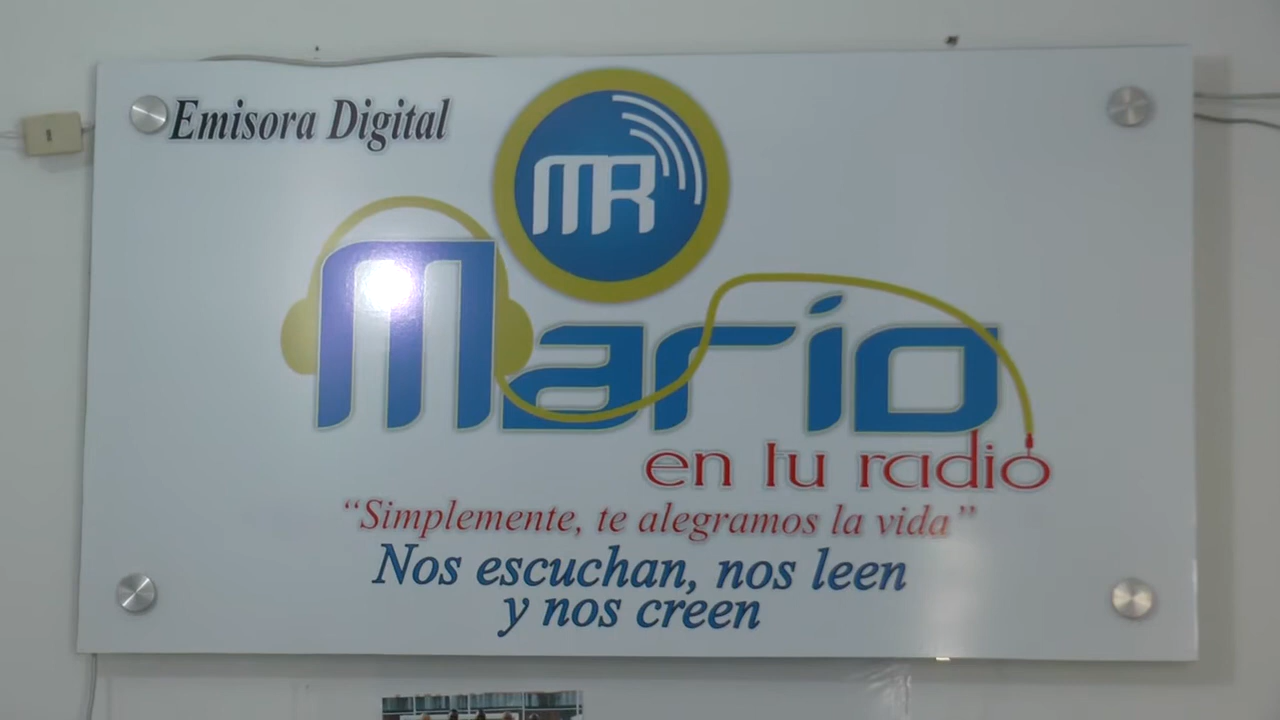 Emisora Digital
MR
Mario
en tu radio
“Simplemente, te alegramos la vida”
Nos escuchan, nos leen
y nos creen